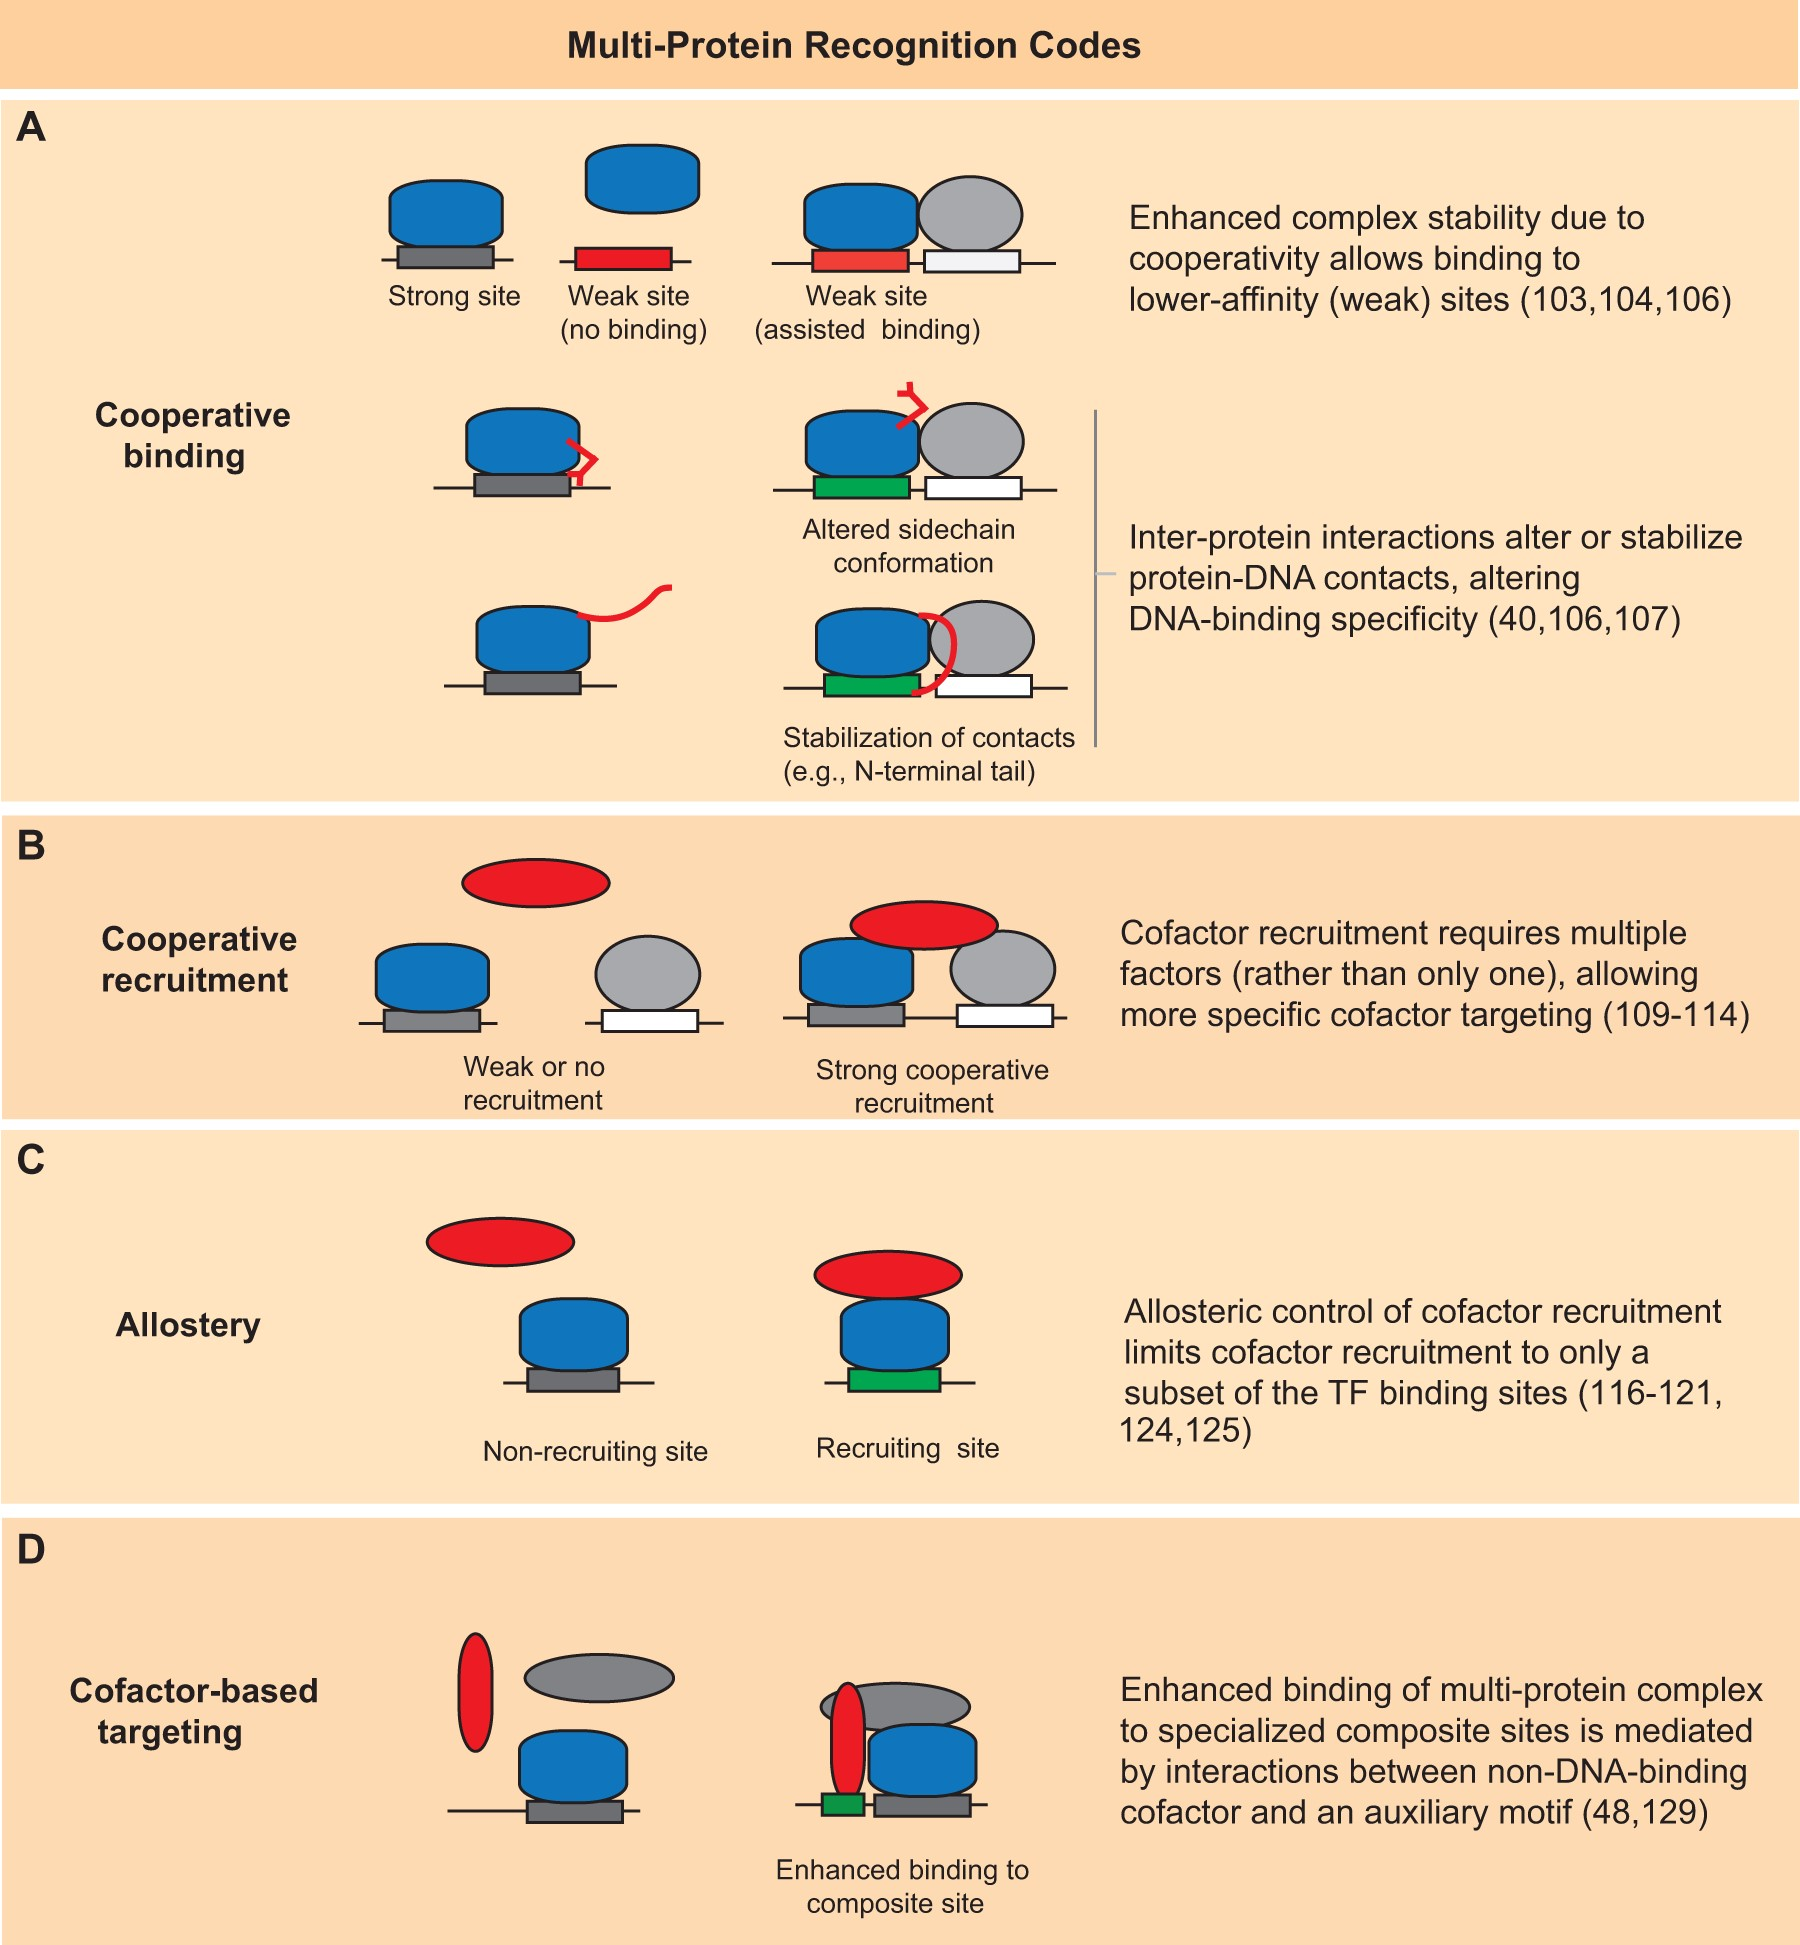 Multi-Protein Recognition Codes
A
Strong site
Weak site
(no binding)
Weak site
(assisted  binding)
Enhanced complex stability due to
cooperativity allows binding to
lower-affinity (weak) sites (103,104,106)
Cooperative
binding
Altered sidechain
conformation
Stabilization of contacts
(e.g., N-terminal tail)
Inter-protein interactions alter or stabilize
protein-DNA contacts, altering
DNA-binding specificity (40,106,107)
B
Cooperative
recruitment
Weak or no
recruitment
Strong cooperative
recruitment
Cofactor recruitment requires multiple
factors (rather than only one), allowing
more specific cofactor targeting (109-114)
C
Allostery
Non-recruiting site
Recruiting  site
Allosteric control of cofactor recruitment
limits cofactor recruitment to only a
subset of the TF binding sites (116-121,
124,125)
D
Cofactor-based
targeting
Enhanced binding to
composite site
Enhanced binding of multi-protein complex
to specialized composite sites is mediated
by interactions between non-DNA-binding
cofactor and an auxiliary motif (48,129)